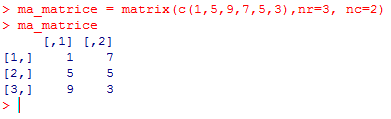 > ma_matrice = matrix(c(1,5,9,7,5,3),nr=3, nc=2)
> ma_matrice
     [,1] [,2]
[1,]    1    7
[2,]    5    5
[3,]    9    3
>